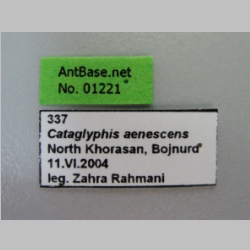 AntBase.net
No. 01221
337
Cataglyphis aenescens
North Khorasan, Bojnurd
11.VI.2004
leg. Zahra Rahmani